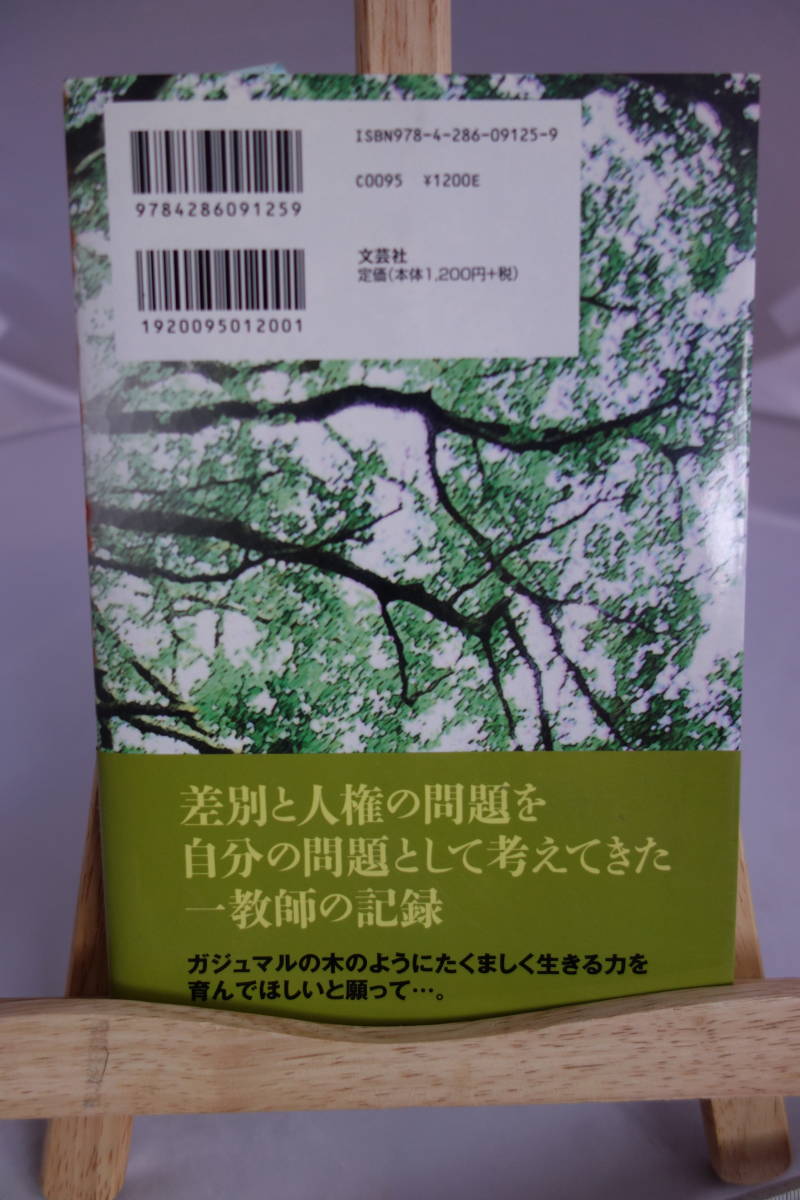 ISBN978-4-286-09125-9
C0095 ¥1200E
9784286091259
文芸社
定価(本体1,200円+税)
1920095012001
差別と人権の問題を
自分の問題として考えてきた
一教師の記録
ガジュマルの木のようにたくましく生きる力を
育んでほしいと願って…。